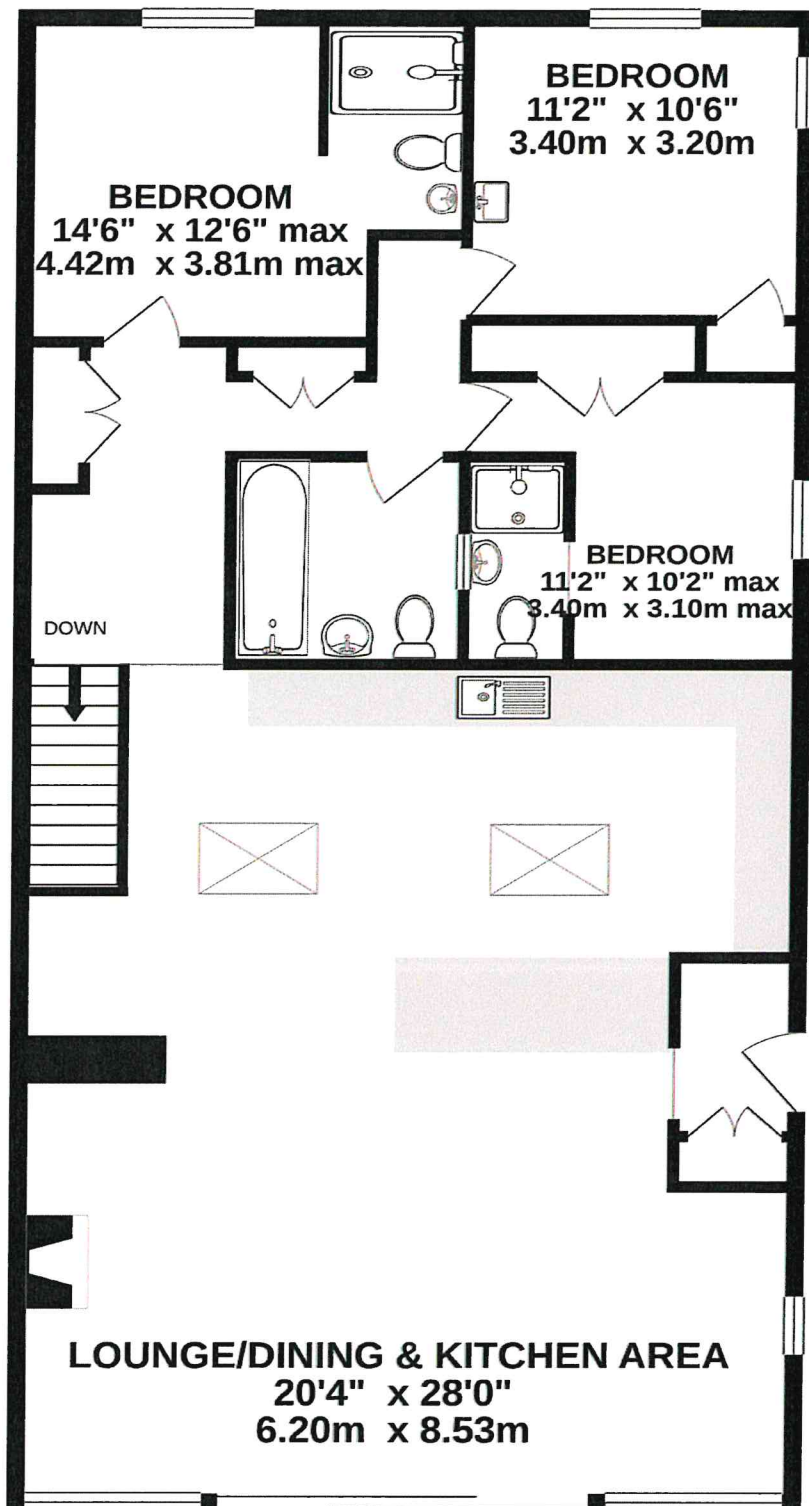 BEDROOM
11'2" x 10'6"
3.40m x 3.20m
BEDROOM
14'6" x 12'6" max
4.42m x 3.81m max
BEDROOM
11'2" x 10'2" max
3.40m x 3.10m max
DOWN
LOUNGE/DINING & KITCHEN AREA
20'4" x 28'0"
6.20m x 8.53m